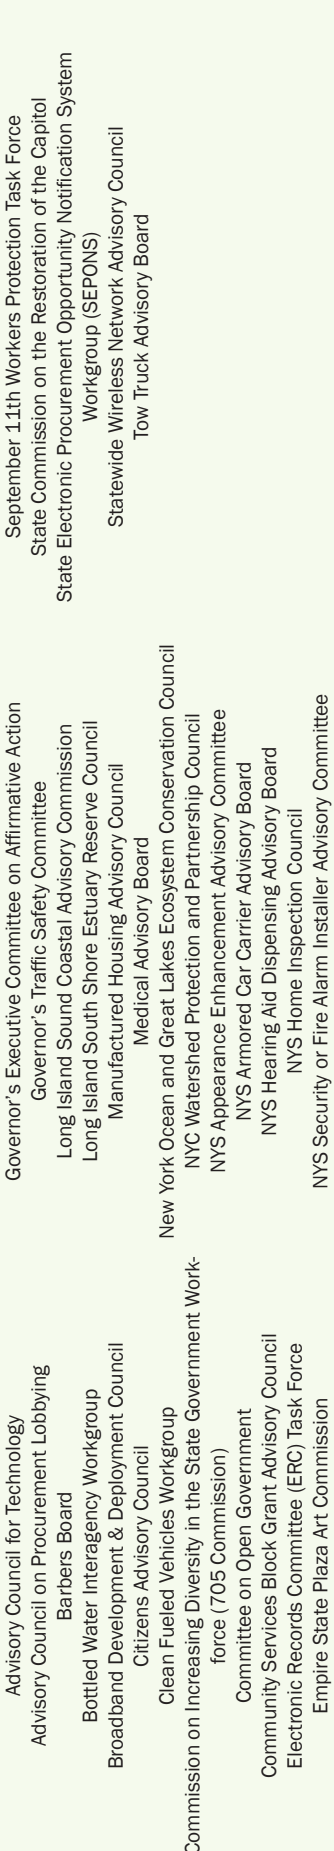 Advisory Council for Technology
Advisory Council on Procurement Lobbying
Barbers Board
Bottled Water Interagency Workgroup
Broadband Development & Deployment Council
Citizens Advisory Council
Clean Fueled Vehicles Workgroup
Commission on Increasing Diversity in the State Government Work-
force (705 Commission)
Committee on Open Government
Community Services Block Grant Advisory Council
Electronic Records Committee (ERC) Task Force
Empire State Plaza Art Commission
Governor's Executive Committee on Affirmative Action
Governor's Traffic Safety Committee
Long Island Sound Coastal Advisory Commission
Long Island South Shore Estuary Reserve Council
Manufactured Housing Advisory Council
Medical Advisory Board
New York Ocean and Great Lakes Ecosystem Conservation Council
NYC Watershed Protection and Partnership Council
NYS Appearance Enhancement Advisory Committee
NYS Armored Car Carrier Advisory Board
NYS Hearing Aid Dispensing Advisory Board
NYS Home Inspection Council
NYS Security or Fire Alarm Installer Advisory Committee
September 11th Workers Protection Task Force
State Commission on the Restoration of the Capitol
State Electronic Procurement Opportunity Notification System
Workgroup (SEPONS)
Statewide Wireless Network Advisory Council
Tow Truck Advisory Board